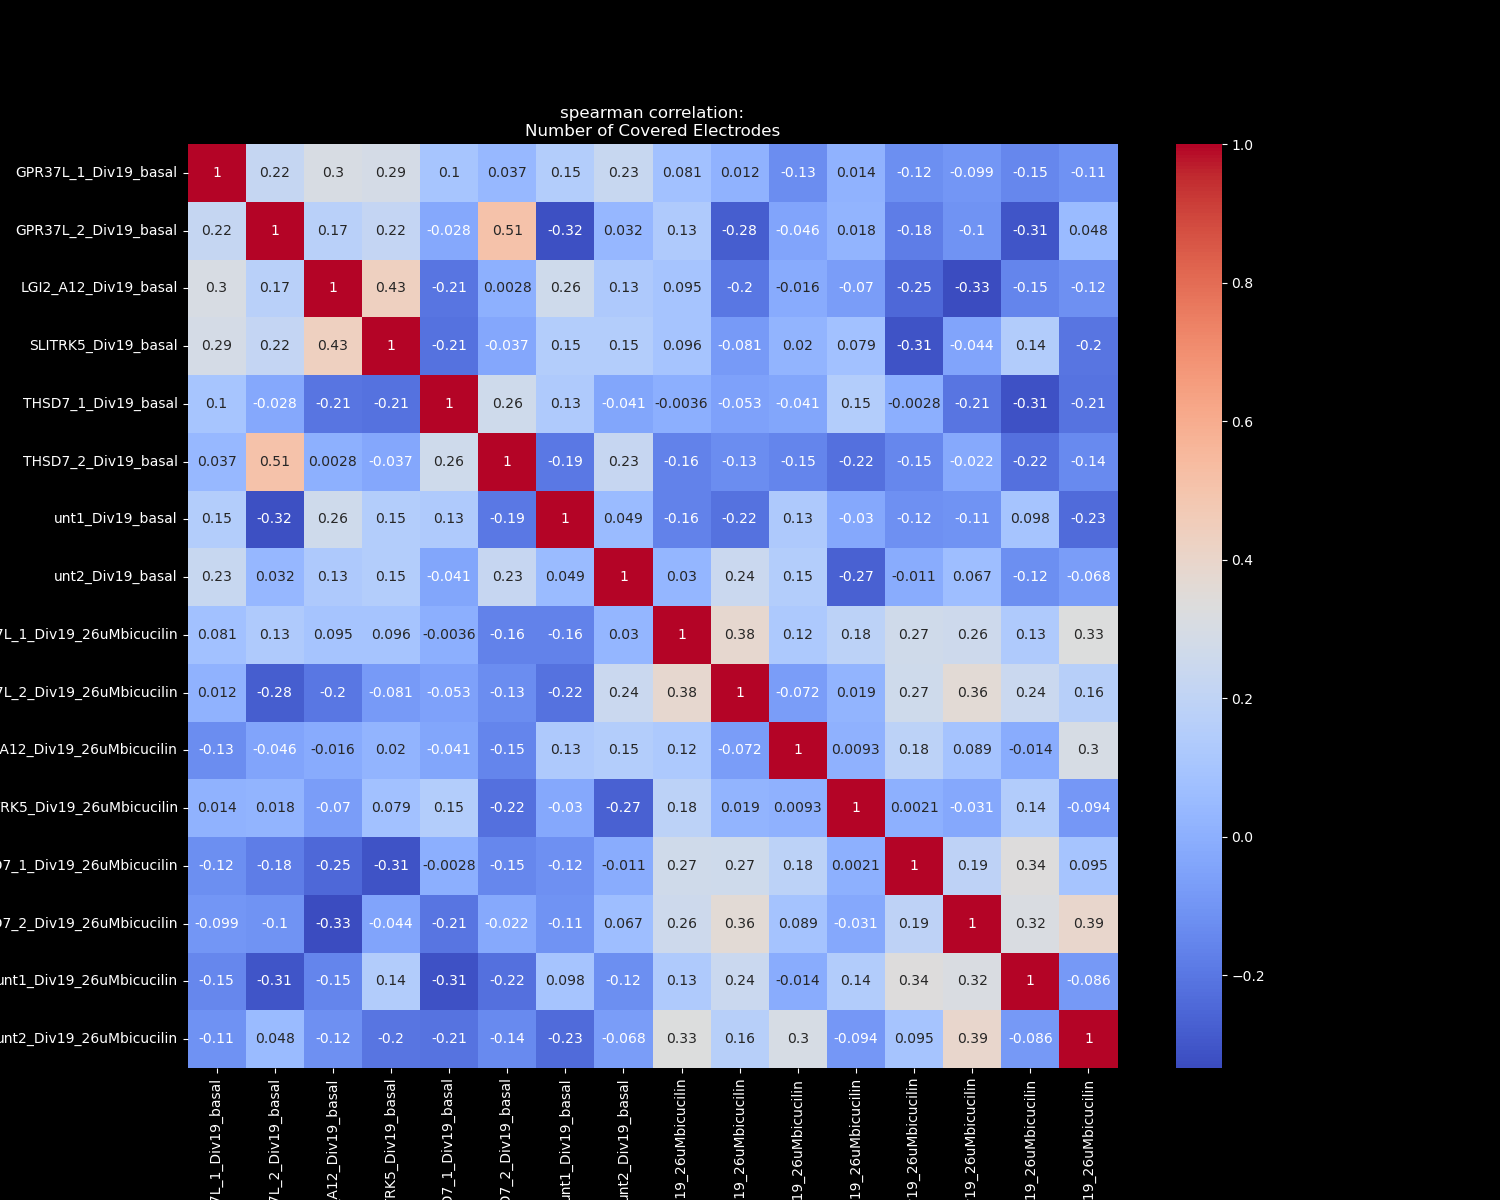 spearman correlation:
Number of Covered Electrodes
GPR37L_1_Div19_basal 1 0.22 0.3 0.29 0.1 0.037 0.15 0.23 0.081 0.012 -0.13 0.014 -0.12 -0.099 -0.15 -0.11
GPR37L_2_Div19_basal 0.22 1 0.17 0.22 -0.028 0.51 -0.32 0.032 0.13 -0.28 -0.046 0.018 -0.18 -0.1 -0.31 0.048
LGI2_A12_Div19_basal 0.3 0.17 1 0.43 -0.21 0.0028 0.26 0.13 0.095 -0.2 -0.016 -0.07 -0.25 -0.33 -0.15 -0.12
SLITRK5_Div19_basal 0.29 0.22 0.43 1 -0.21 -0.037 0.15 0.15 0.096 -0.081 0.02 0.079 -0.31 -0.044 0.14 -0.2
THSD7_1_Div19_basal 0.1 -0.028 -0.21 -0.21 1 0.26 0.13 -0.041 -0.0036 -0.053 -0.041 0.15 -0.0028 -0.21 -0.31 -0.21
THSD7_2_Div19_basal 0.037 0.51 0.0028 -0.037 0.26 1 -0.19 0.23 -0.16 -0.13 -0.15 -0.22 -0.15 -0.022 -0.22 -0.14
unt1_Div19_basal 0.15 -0.32 0.26 0.15 0.13 -0.19 1 0.049 -0.16 -0.22 0.13 -0.03 -0.12 -0.11 0.098 -0.23
unt2_Div19_basal 0.23 0.032 0.13 0.15 -0.041 0.23 0.049 1 0.03 0.24 0.15 -0.27 -0.011 0.067 -0.12 -0.068
7L_1_Div19_26uMbicucilin 0.081 0.13 0.095 0.096 -0.0036 -0.16 -0.16 0.03 1 0.38 0.12 0.18 0.27 0.26 0.13 0.33
7L_2_Div19_26uMbicucilin 0.012 -0.28 -0.2 -0.081 -0.053 -0.13 -0.22 0.24 0.38 1 -0.072 0.019 0.27 0.36 0.24 0.16
A12_Div19_26uMbicucilin -0.13 -0.046 -0.016 0.02 -0.041 -0.15 0.13 0.15 0.12 -0.072 1 0.0093 0.18 0.089 -0.014 0.3
RK5_Div19_26uMbicucilin 0.014 0.018 -0.07 0.079 0.15 -0.22 -0.03 -0.27 0.18 0.019 0.0093 1 0.0021 -0.031 0.14 -0.094
D7_1_Div19_26uMbicucilin -0.12 -0.18 -0.25 -0.31 -0.0028 -0.15 -0.12 -0.011 0.27 0.27 0.18 0.0021 1 0.19 0.34 0.095
D7_2_Div19_26uMbicucilin -0.099 -0.1 -0.33 -0.044 -0.21 -0.022 -0.11 0.067 0.26 0.36 0.089 -0.031 0.19 1 0.32 0.39
unt1_Div19_26uMbicucilin -0.15 -0.31 -0.15 0.14 -0.31 -0.22 0.098 -0.12 0.13 0.24 -0.014 0.14 0.34 0.32 1 -0.086
unt2_Div19_26uMbicucilin -0.11 0.048 -0.12 -0.2 -0.21 -0.14 -0.23 -0.068 0.33 0.16 0.3 -0.094 0.095 0.39 -0.086 1
7L_1_Div19_basal
7L_2_Div19_basal
A12_Div19_basal
RK5_Div19_basal
D7_1_Div19_basal
D7_2_Div19_basal
unt1_Div19_basal
unt2_Div19_basal
19_26uMbicucilin
19_26uMbicucilin
19_26uMbicucilin
19_26uMbicucilin
19_26uMbicucilin
19_26uMbicucilin
19_26uMbicucilin
19_26uMbicucilin
1.0
0.8
0.6
0.4
0.2
0.0
−0.2